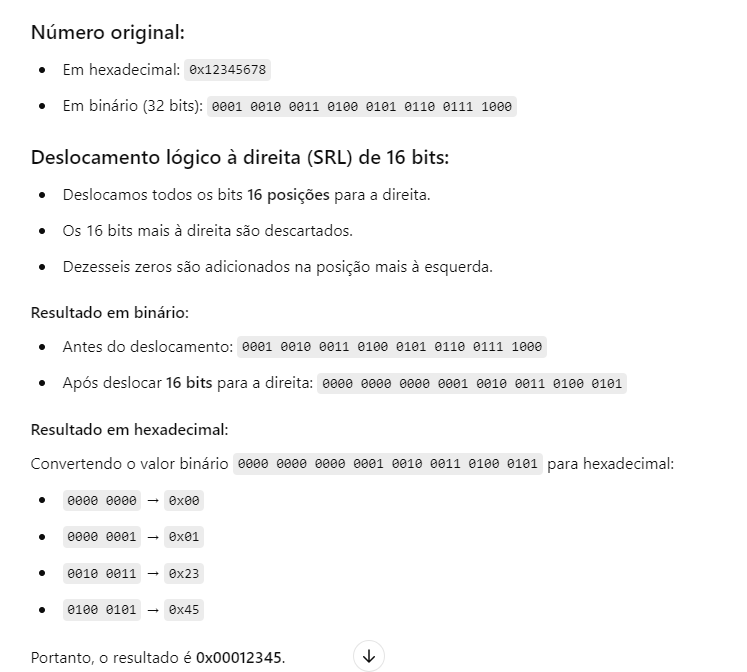 Número original:
Em hexadecimal: 0x12345678
Em binário (32 bits): 0001 0010 0011 0100 0101 0110 0111 1000
Deslocamento lógico à direita (SRL) de 16 bits:
Deslocamos todos os bits 16 posições para a direita.
Os 16 bits mais à direita são descartados.
Dezesseis zeros são adicionados na posição mais à esquerda.
Resultado em binário:
Antes do deslocamento: 0001 0010 0011 0100 0101 0110 0111 1000
Após deslocar 16 bits para a direita: 0000 0000 0000 0001 0010 0011 0100 0101
Resultado em hexadecimal:
Convertendo o valor binário 0000 0000 0000 0001 0010 0011 0100 0101 para hexadecimal:
0000 0000 → 0x00
0000 0001 → 0x01
0010 0011 → 0x23
0100 0101 → 0x45
Portanto, o resultado é 0x00012345.